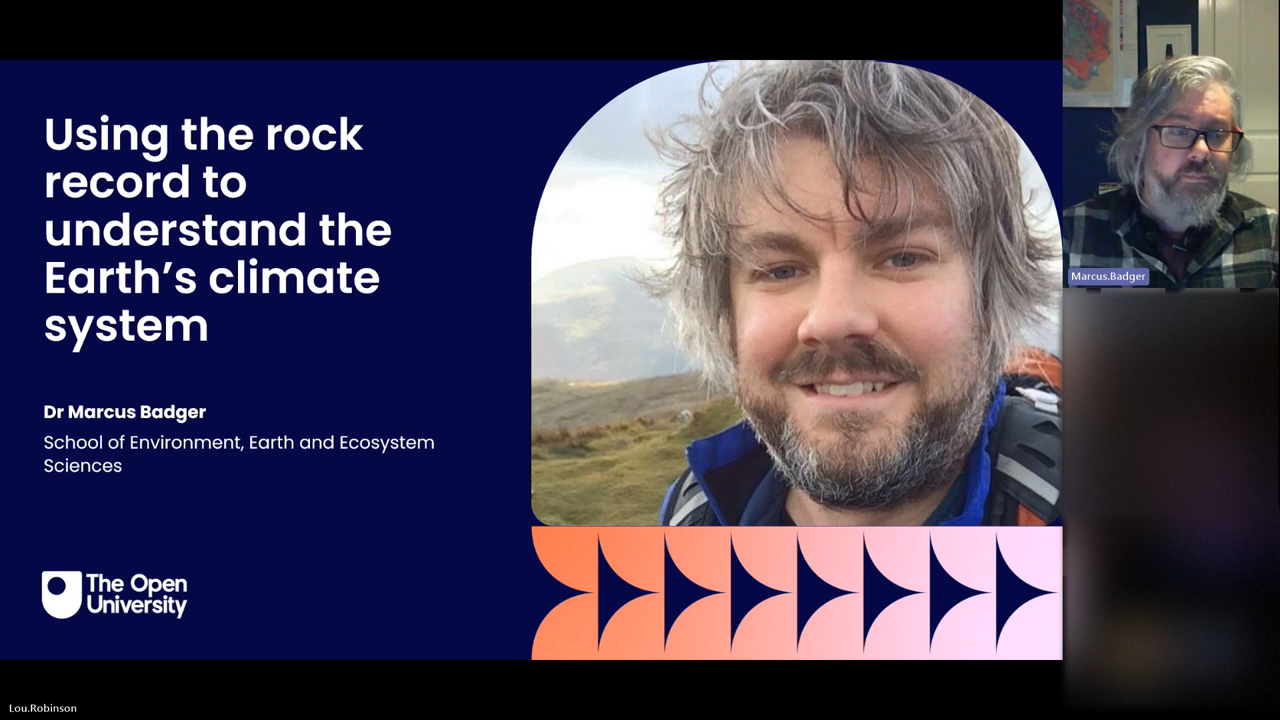 Using the rock
record to
understand the
Earth’s climate
system
Dr Marcus Badger
School of Environment, Earth and Ecosystem
Sciences
The Open
University
Marcus.Badger
Lou.Robinson